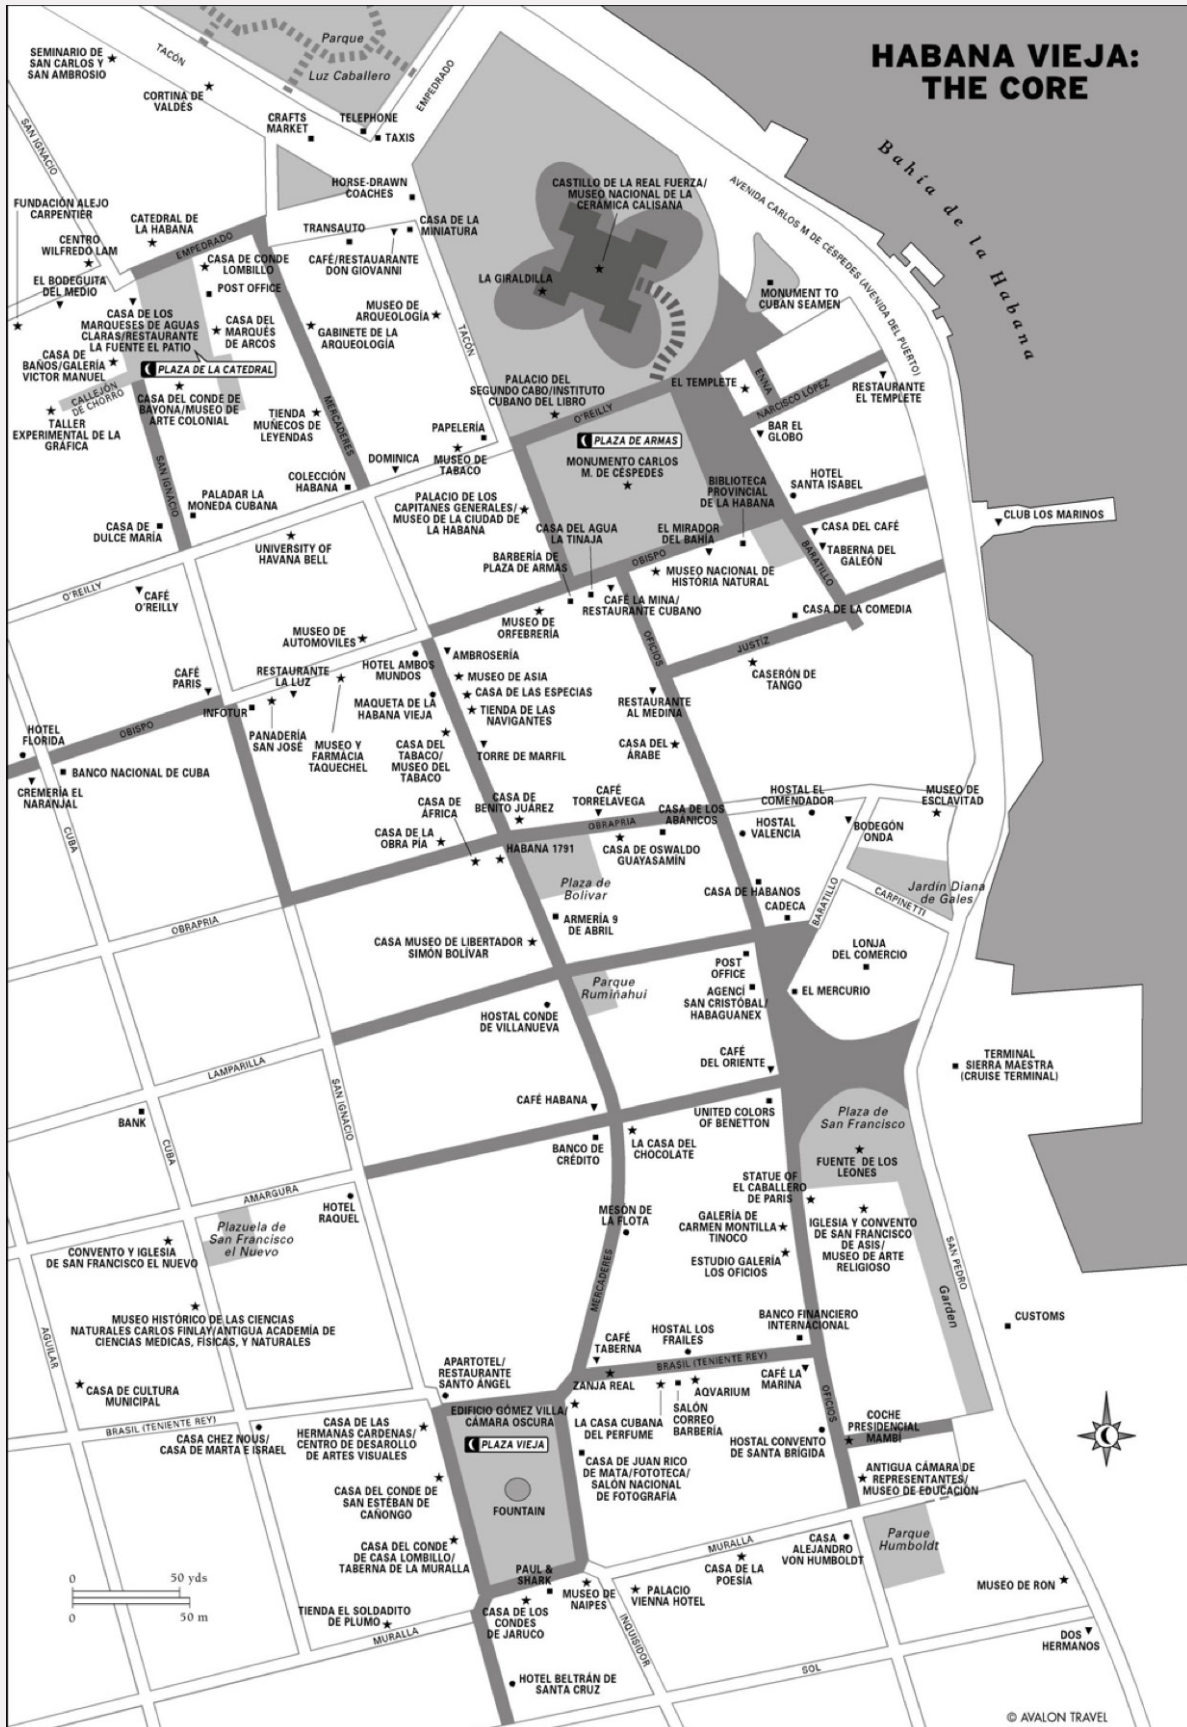 HABANA VIEJA:
THE CORE
Bahía de la Habana
Parque
Luz Caballero
SEMINARIO DE
SAN CARLOS Y
SAN AMBROSIO
TACÓN
CORTINA DE
VALDÉS
EMPEDRADO
CRAFTS
MARKET
TELEPHONE
TAXIS
SAN IGNACIO
HORSE-DRAWN
COACHES
CASTILLO DE LA REAL FUERZA/
MUSEO NACIONAL DE LA
CERÁMICA CALISANA
AVENIDA CARLOS M DE CÉSPEDES (AVENIDA DEL PUERTO)
FUNDACIÓN ALEJO
CARPENTIER
CATEDRAL DE
LA HABANA
TRANSAUTO
CASA DE LA
MINIATURA
CENTRO
WILFREDO LAM
EMPEDRADO
CASA DE CONDE
LOMBILLO
CAFÉ/RESTAUARANTE
DON GIOVANNI
LA GIRALDILLA
EL BODEGUITA
DEL MEDIO
POST OFFICE
MONUMENT TO
CUBAN SEAMEN
CASA DE LOS
MARQUESES DE AGUAS
CLARAS/RESTAURANTE
LA FUENTE EL PATIO
CASA DEL
MARQUÉS
DE ARCOS
MUSEO DE
ARQUEOLOGÍA
GABINETE DE LA
ARQUEOLOGÍA
TACÓN
CASA DE
BAÑOS/GALERÍA
VICTOR MANUEL
PLAZA DE LA CATEDRAL
CALLEJÓN
DE CHORRO
CASA DEL CONDE DE
BAYONA/MUSEO DE
ARTE COLONIAL
MERCADERES
PALACIO DEL
SEGUNDO CABO/INSTITUTO
CUBANO DEL LIBRO
EL TEMPLETE
ENNA
NARCISO LÓPEZ
RESTAURANTE
EL TEMPLETE
TALLER
EXPERIMENTAL DE LA
GRÁFICA
TIENDA
MUÑECOS DE
LEYENDAS
PAPELERÍA
O'REILLY
PLAZA DE ARMAS
BAR EL
GLOBO
SAN IGNACIO
DOMINICA
MUSEO DE
TABACO
MONUMENTO CARLOS
M. DE CÉSPEDES
COLECCIÓN
HABANA
BIBLIOTECA
PROVINCIAL
DE LA HABANA
HOTEL
SANTA ISABEL
PALADAR LA
MONEDA CUBANA
PALACIO DE LOS
CAPITANES GENERALES/
MUSEO DE LA CIUDAD DE
LA HABANA
CLUB LOS MARINOS
CASA DE
DULCE MARÍA
UNIVERSITY OF
HAVANA BELL
CASA DEL AGUA
LA TINAJA
EL MIRADOR
DEL BAHÍA
CASA DEL CAFÉ
TABERNA DEL
GALEÓN
BARBERÍA DE
PLAZA DE ARMAS
OBISPO
BARATILLO
MUSEO NACIONAL DE
HISTÓRIA NATURAL
O'REILLY
CAFÉ
O'REILLY
CAFÉ LA MINA/
RESTAURANTE CUBANO
CASA DE LA COMEDIA
MUSEO DE
ORFEBRERÍA
MUSEO DE
AUTOMOVILES
OFICIOS
JUSTÍZ
HOTEL AMBOS
MUNDOS
AMBROSERÍA
CASERÓN DE
TANGO
CAFÉ
PARIS
RESTAURANTE
LA LUZ
MUSEO DE ASIA
CASA DE LAS ESPECIAS
MAQUETA DE LA
HABANA VIEJA
TIENDA DE LAS
NAVIGANTES
RESTAURANTE
AL MEDINA
INFOTUR
OBISPO
HOTEL
FLORIDA
PANADERÍA
SAN JOSÉ
MUSEO Y
FARMÁCIA
TAQUECHEL
CASA DEL
TABACO/
MUSEO DEL
TABACO
TORRE DE MARFIL
CASA DEL
ÁRABE
BANCO NACIONAL DE CUBA
CREMERÍA EL
NARANJAL
CASA DE
ÁFRICA
CASA DE
BENITO JUÁREZ
CAFÉ
TORRELAVEGA
HOSTAL EL
COMENDADOR
MUSEO DE
ESCLAVITAD
CUBA
CASA DE LA
OBRA PÍA
OBRAPRIA
CASA DE LOS
ABÁNICOS
HOSTAL
VALENCIA
BODEGÓN
ONDA
HABANA 1791
CASA DE OSWALDO
GUAYASAMÍN
Plaza de
Bolivar
CASA DE HABANOS
BARATILLO
CARPINETTI
Jardín Diana
de Gales
OBRAPRIA
ARMERÍA 9
DE ABRIL
CADECA
CASA MUSEO DE LIBERTADOR
SIMÓN BOLÍVAR
LONJA
DEL COMERCIO
POST
OFFICE
Parque
Rumiñahui
AGENCÍ
SAN CRISTÓBAL/
HABAGUANEX
EL MERCURIO
HOSTAL CONDE
DE VILLANUEVA
LAMPARILLA
CAFÉ
DEL ORIENTE
TERMINAL
SIERRA MAESTRA
(CRUISE TERMINAL)
SAN IGNACIO
CAFÉ HABANA
UNITED COLORS
OF BENETTON
Plaza de
San Francisco
BANK
CUBA
BANCO DE
CRÉDITO
LA CASA DEL
CHOCOLATE
FUENTE DE LOS
LEONES
STATUE OF
EL CABALLERO
DE PARIS
AMARGURA
HOTEL
RAQUEL
MESÓN DE
LA FLOTA
GALERÍA DE
CARMEN MONTILLA
TINOCO
IGLESIA Y CONVENTO
DE SAN FRANCISCO
DE ASIS/
MUSEO DE ARTE
RELIGIOSO
Plazuela de
San Francisco
el Nuevo
CONVENTO Y IGLESIA
DE SAN FRANCISCO EL NUEVO
ESTUDIO GALERÍA
LOS OFICIOS
SAN PEDRO
MERCADERES
Garden
MUSEO HISTÓRICO DE LAS CIENCIAS
NATURALES CARLOS FINLAY/ANTIGUA ACADEMÍA DE
CIENCIAS MEDICAS, FÍSICAS, Y NATURALES
BANCO FINANCIERO
INTERNACIONAL
CUSTOMS
AGUILAR
CAFÉ
TABERNA
HOSTAL LOS
FRAILES
BRASIL (TENIENTE REY)
CASA DE CULTURA
MUNICIPAL
APARTOTEL/
RESTAURANTE
SANTO ÁNGEL
ZANJA REAL
AQVARIUM
CAFÉ LA
MARINA
OFICIOS
BRASIL (TENIENTE REY)
EDIFICIO GÓMEZ VILLA/
CÁMARA OSCURA
LA CASA CUBANA
DEL PERFUME
SALÓN
CORREO
BARBERÍA
COCHE
PRESIDENCIAL
MAMBÍ
CASA CHEZ NOUS/
CASA DE MARTA E ISRAEL
CASA DE LAS
HERMANAS CARDENAS/
CENTRO DE DESAROLLO
DE ARTES VISUALES
PLAZA VIEJA
HOSTAL CONVENTO
DE SANTA BRÍGIDA
CASA DE JUAN RICO
DE MATA/FOTOTECA/
SALÓN NACIONAL
DE FOTOGRAFÍA
ANTIGUA CÁMARA DE
REPRESENTANTES/
MUSEO DE EDUCACIÓN
CASA DEL CONDE DE
SAN ESTÉBAN DE
CAÑONGO
FOUNTAIN
CASA DEL CONDE
DE CASA LOMBILLO/
TABERNA DE LA MURALLA
MURALLA
CASA
ALEJANDRO
VON HUMBOLDT
Parque
Humboldt
CASA DE LA
POESÍA
0 50 yds
0 50 m
PAUL &
SHARK
MUSEO DE
NAIPES
PALACIO
VIENNA HOTEL
MUSEO DE RON
TIENDA EL SOLDADITO
DE PLUMO
MURALLA
CASA DE LOS
CONDES
DE JARUCO
INQUISIDOR
DOS
HERMANOS
SOL
HOTEL BELTRÁN DE
SANTA CRUZ
© AVALON TRAVEL